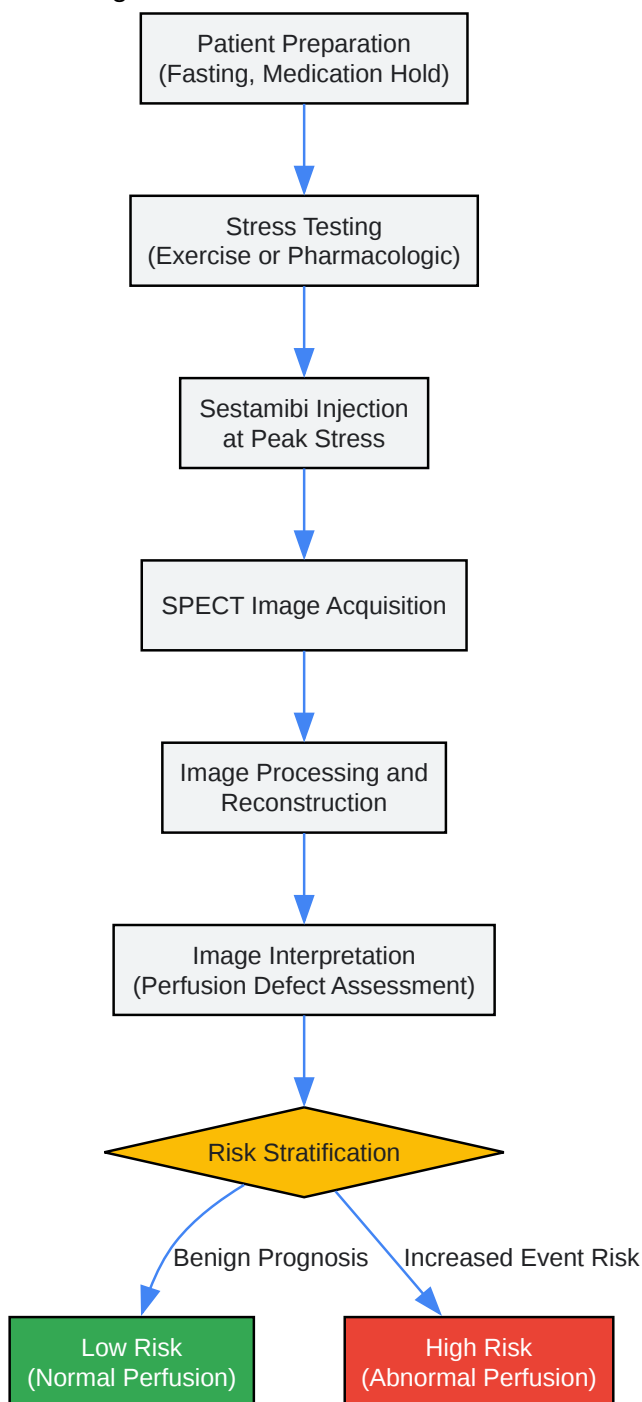 Patient Preparation
(Fasting, Medication Hold)
Stress Testing
(Exercise or Pharmacologic)
Sestamibi Injection
at Peak Stress
SPECT Image Acquisition
Image Processing and
Reconstruction
Image Interpretation
(Perfusion Defect Assessment)
Risk Stratification
Benign Prognosis
Increased Event Risk
Low Risk
(Normal Perfusion)
High Risk
(Abnormal Perfusion)